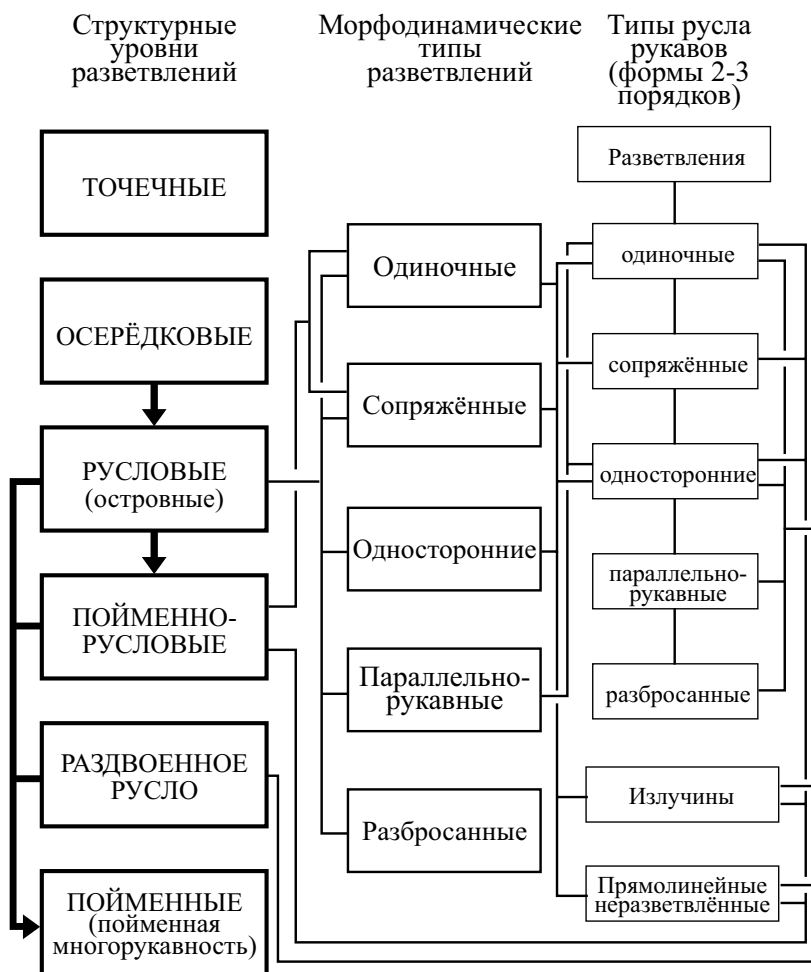 Структурные
уровни
разветвлений
Морфодинамические
типы
разветвлений
Типы русла
рукавов
(формы 2-3
порядков)
ТОЧЕЧНЫЕ
ОСЕРЁДКОВЫЕ
РУСЛОВЫЕ
(островные)
ПОЙМЕННО-
РУСЛОВЫЕ
РАЗДВОЕННОЕ
РУСЛО
ПОЙМЕННЫЕ
(пойменная
многорукавность)
Одиночные
Сопряжённые
Односторонние
Параллельно-
рукавные
Разбросанные
Разветвления
одиночные
сопряжённые
односторонние
параллельно-
рукавные
разбросанные
Излучины
Прямолинейные
неразветвлённые